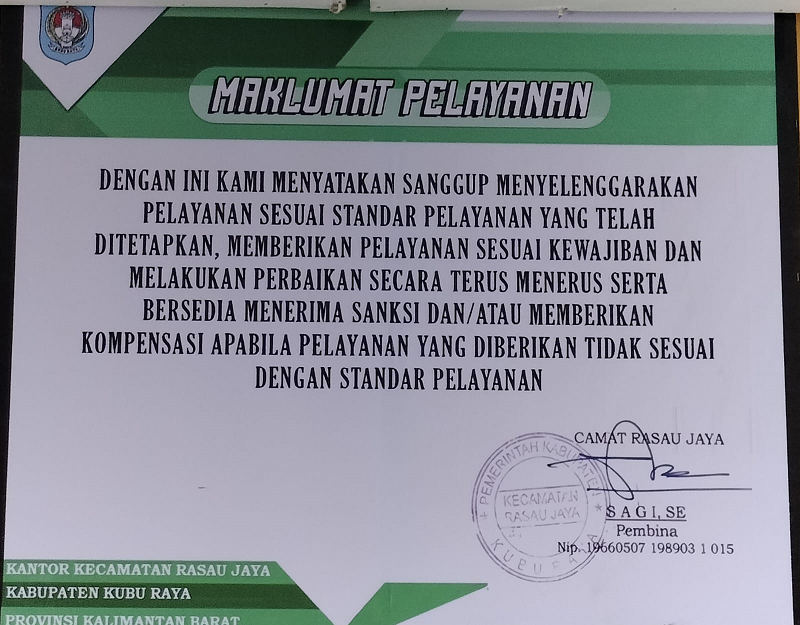 MAKLUMAT PELAYANAN
DENGAN INI KAMI MENYATAKAN SANGGUP MENYELENGGARAKAN
PELAYANAN SESUAI STANDAR PELAYANAN YANG TELAH
DITETAPKAN, MEMBERIKAN PELAYANAN SESUAI KEWAJIBAN DAN
MELAKUKAN PERBAIKAN SECARA TERUS MENERUS SERTA
BERSEDIA MENERIMA SANKSI DAN/ATAU MEMBERIKAN
KOMPENSASI APABILA PELAYANAN YANG DIBERIKAN TIDAK SESUAI
DENGAN STANDAR PELAYANAN
CAMAT RASAU JAYA
PEMERINTAH KABUPATEN
KECAMATAN
RASAU JAYA
KUBU RAYA
S A G I, SE
Pembina
Nip. 19660507 198903 1 015
KANTOR KECAMATAN RASAU JAYA
KABUPATEN KUBU RAYA
PROVINSI KALIMANTAN BARAT